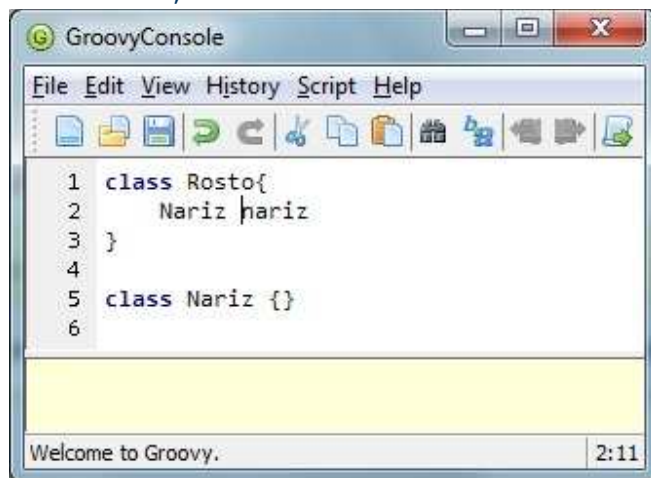 GroovyConsole
File Edit View History Script Help
1 class Rosto{
2 Nariz nariz
3 }
4
5 class Nariz {}
6
Welcome to Groovy. 2:11